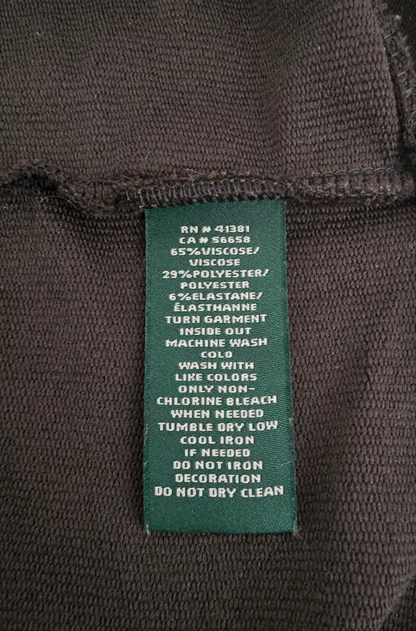 RN # 41381
CA # 56658
65%VISCOSE/
VISCOSE
29%POLYESTER/
POLYESTER
6%ELASTANE/
ÉLASTHANNE
TURN GARMENT
INSIDE OUT
MACHINE WASH
COLD
WASH WITH
LIKE COLORS
ONLY NON-
CHLORINE BLEACH
WHEN NEEDED
TUMBLE DRY LOW
COOL IRON
IF NEEDED
DO NOT IRON
DECORATION
DO NOT DRY CLEAN